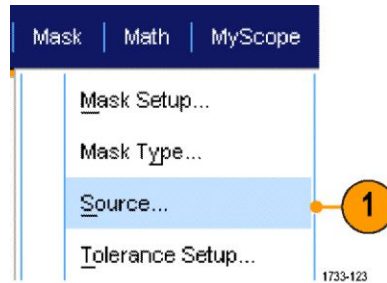 Mask Math MyScope
Mask Setup...
Mask Type...
Source...
1
Tolerance Setup...
1733-123